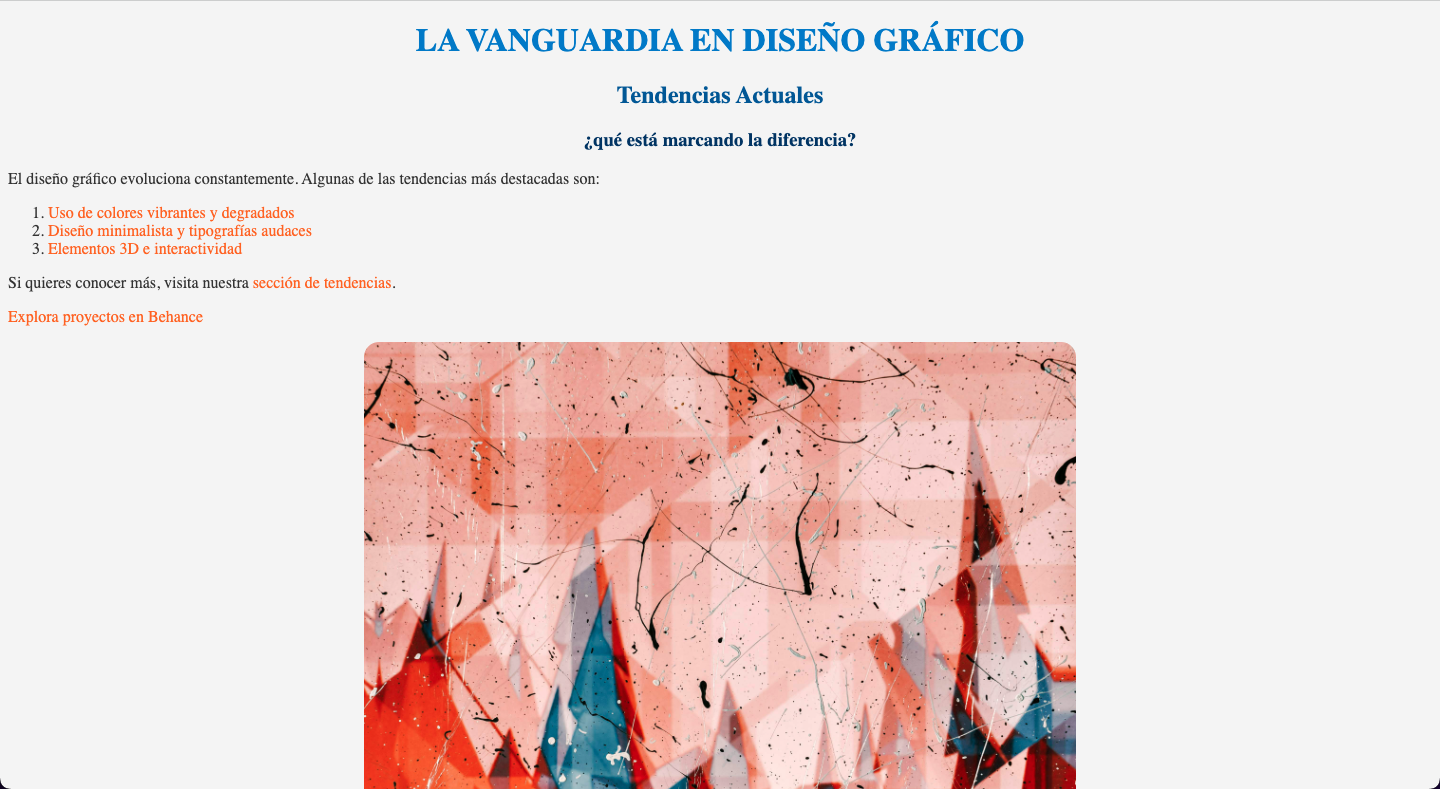 LA VANGUARDIA EN DISEÑO GRÁFICO
Tendencias Actuales
¿qué está marcando la diferencia?
El diseño gráfico evoluciona constantemente. Algunas de las tendencias más destacadas son:
1. Uso de colores vibrantes y degradados
2. Diseño minimalista y tipografías audaces
3. Elementos 3D e interactividad
Si quieres conocer más, visita nuestra sección de tendencias.
Explora proyectos en Behance